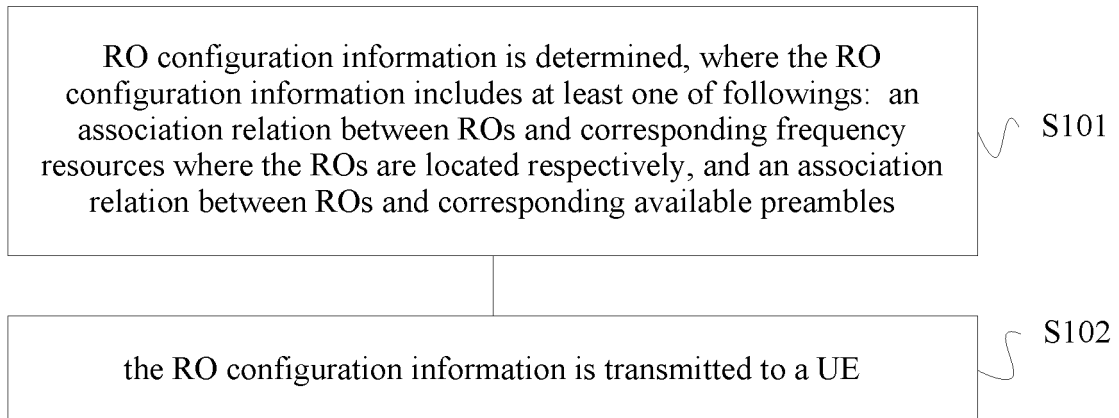 RO configuration information is determined, where the RO
configuration information includes at least one of followings: an
association relation between ROs and corresponding frequency
resources where the ROs are located respectively, and an association
relation between ROs and corresponding available preambles
S101
the RO configuration information is transmitted to a UE
S102